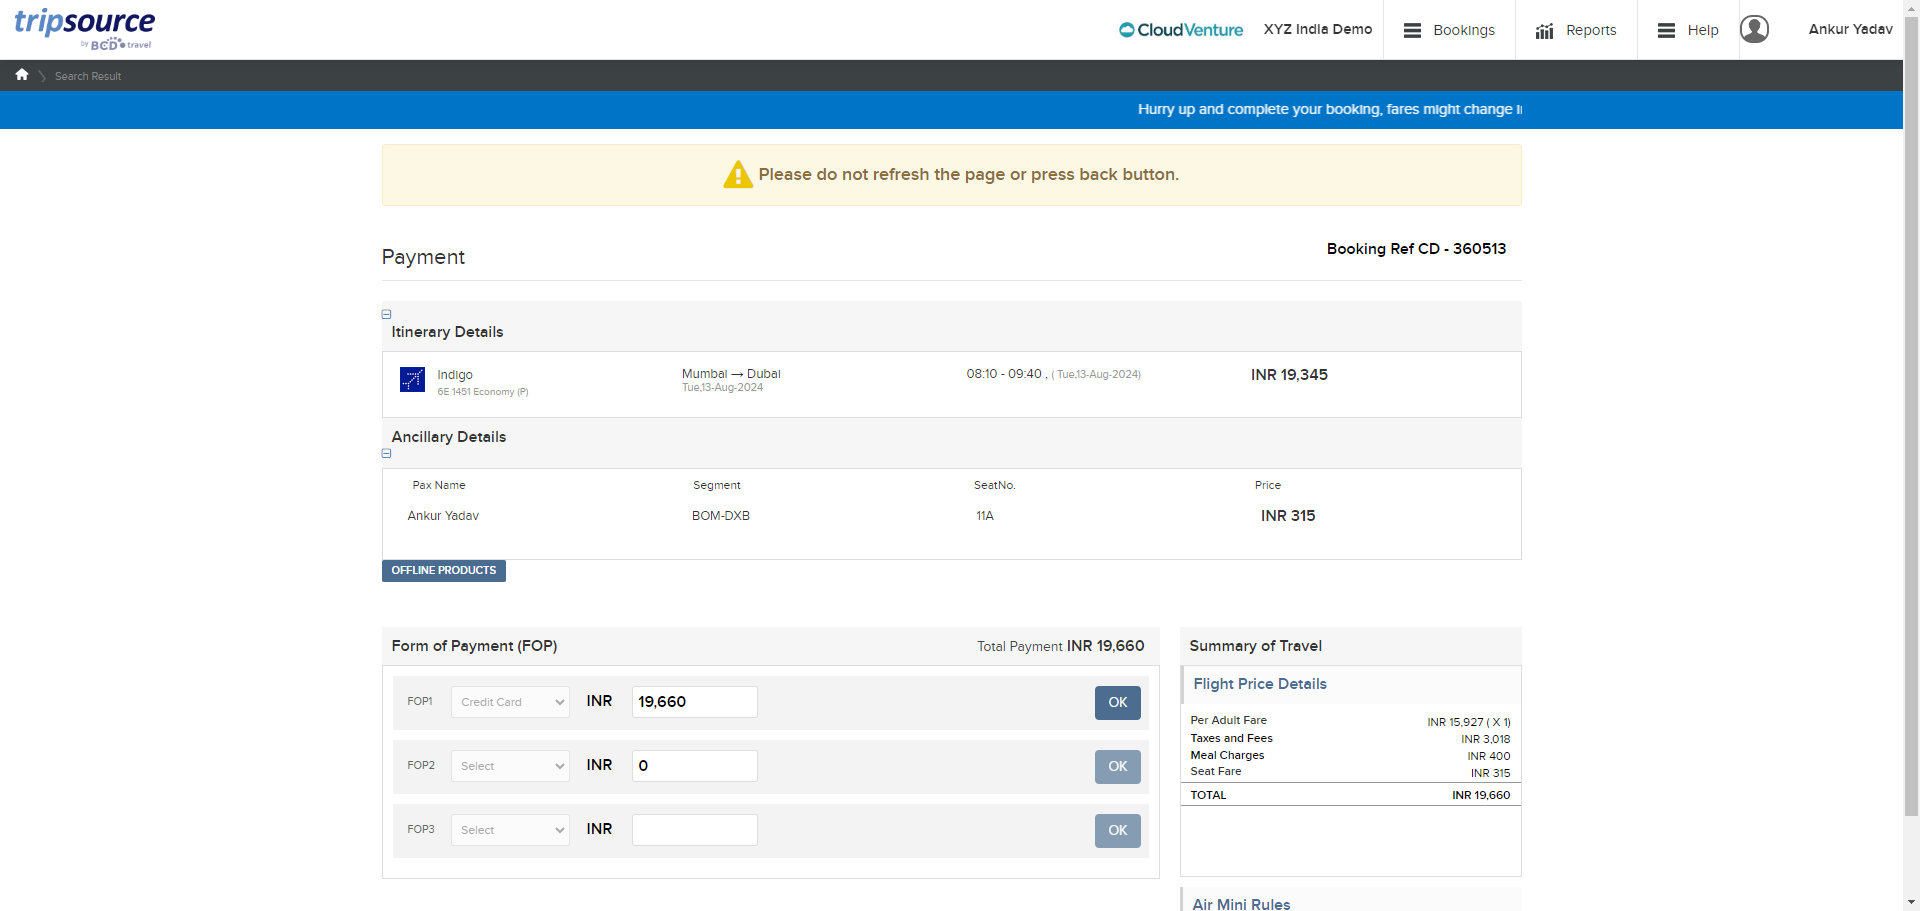 tripsource
by BCD travel
CloudVenture
XYZ India Demo
Bookings
Reports
Help
Ankur Yadav
Search Result
Hurry up and complete your booking, fares might change
Please do not refresh the page or press back button.
Payment
Booking Ref CD - 360513
Itinerary Details
Indigo
6E 1451 Economy (P)
Mumbai → Dubai
Tue,13-Aug-2024
08:10 - 09:40 , ( Tue,13-Aug-2024)
INR 19,345
Ancillary Details
Pax Name Segment SeatNo. Price
Ankur Yadav BOM-DXB 11A INR 315
OFFLINE PRODUCTS
Form of Payment (FOP) Total Payment INR 19,660
FOP1 Credit Card INR 19,660 OK
FOP2 Select INR 0 OK
FOP3 Select INR OK
Summary of Travel
Flight Price Details
Per Adult Fare INR 15,927 ( X 1)
Taxes and Fees INR 3,018
Meal Charges INR 400
Seat Fare INR 315
TOTAL INR 19,660
Air Mini Rules